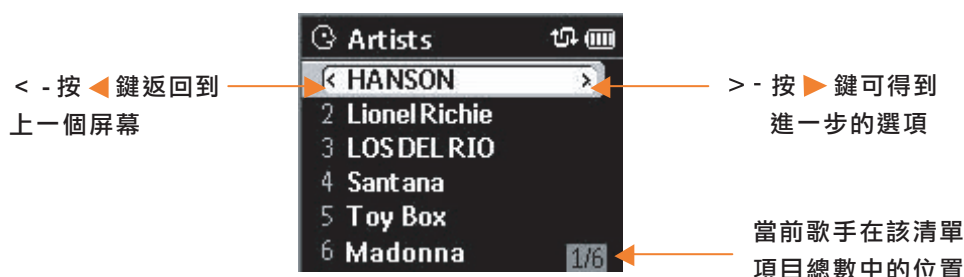 Artists
< HANSON >
2 Lionel Richie
3 LOS DEL RIO
4 Santana
5 Toy Box
6 Madonna
1/6
< - 按 ◀ 鍵返回到
上一個屏幕
> - 按 ▶ 鍵可得到
進一步的選項
當前歌手在該清單
項目總數中的位置